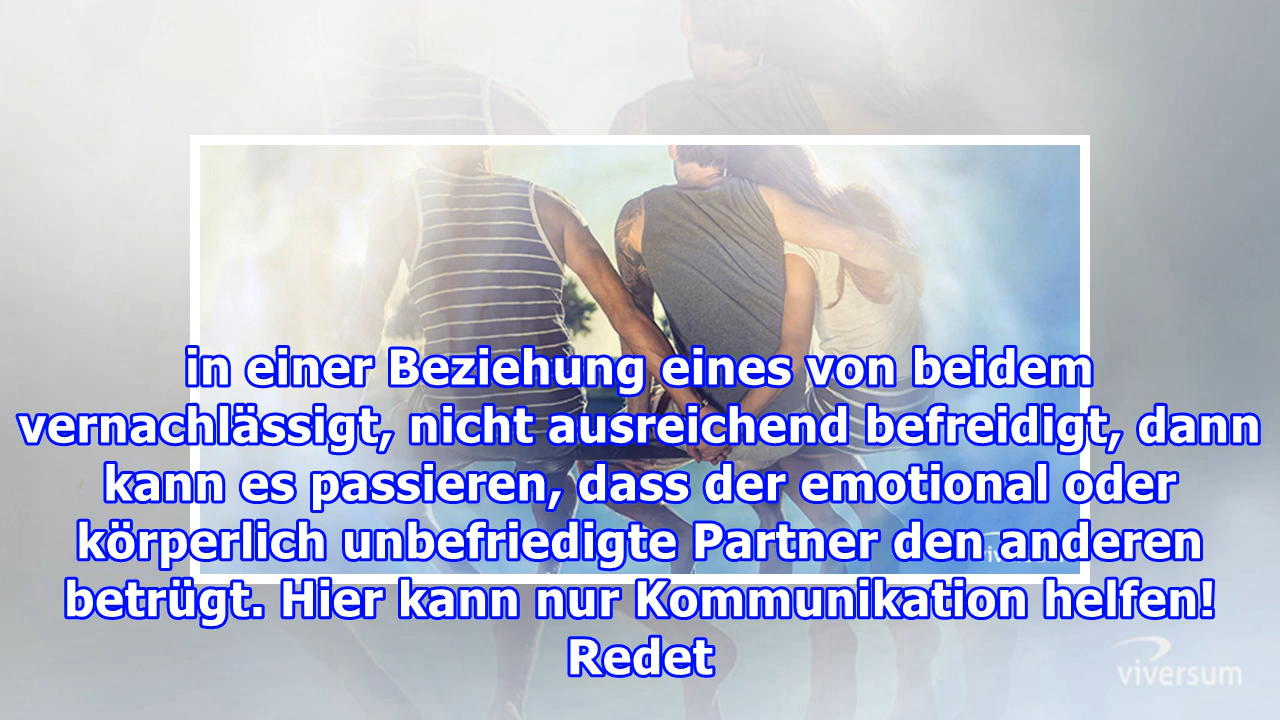 in einer Beziehung eines von beidem
vernachlässigt, nicht ausreichend befreidigt, dann
kann es passieren, dass der emotional oder
körperlich unbefriedigte Partner den anderen
betrügt. Hier kann nur Kommunikation helfen!
Redet
viversum